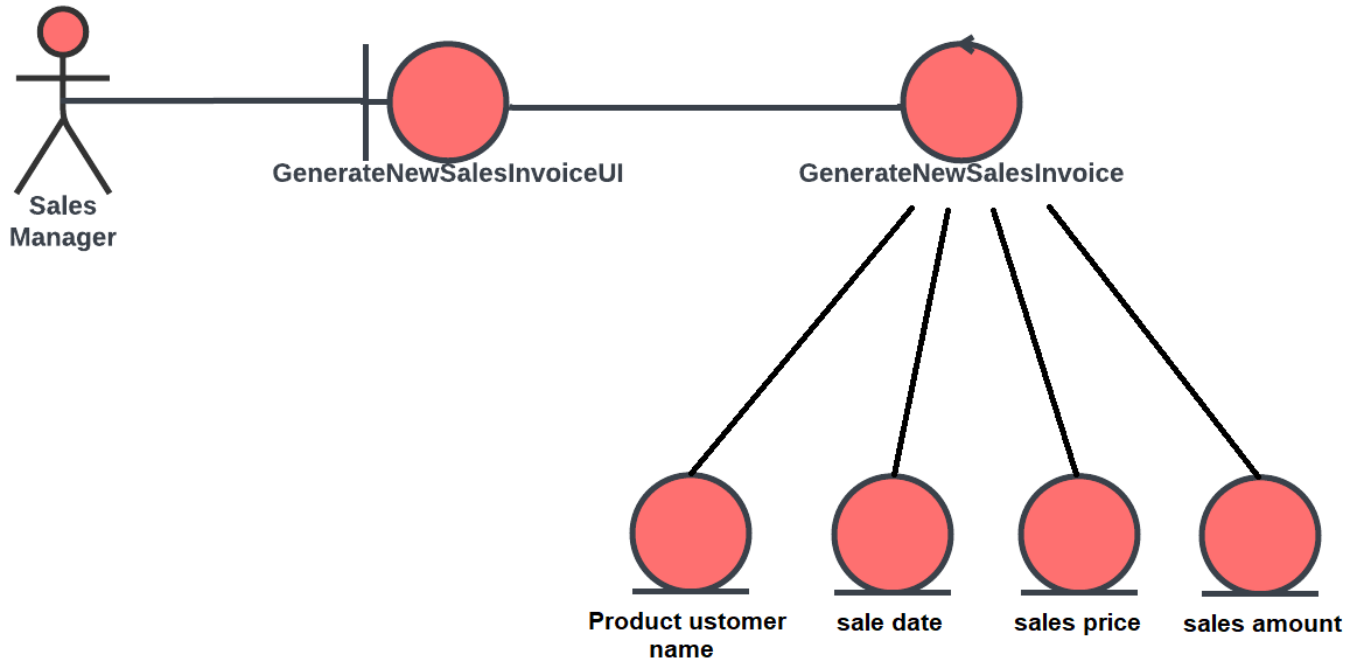 GenerateNewSalesInvoiceUI
GenerateNewSalesInvoice
Sales
Manager
Product ustomer
name
sale date
sales price
sales amount